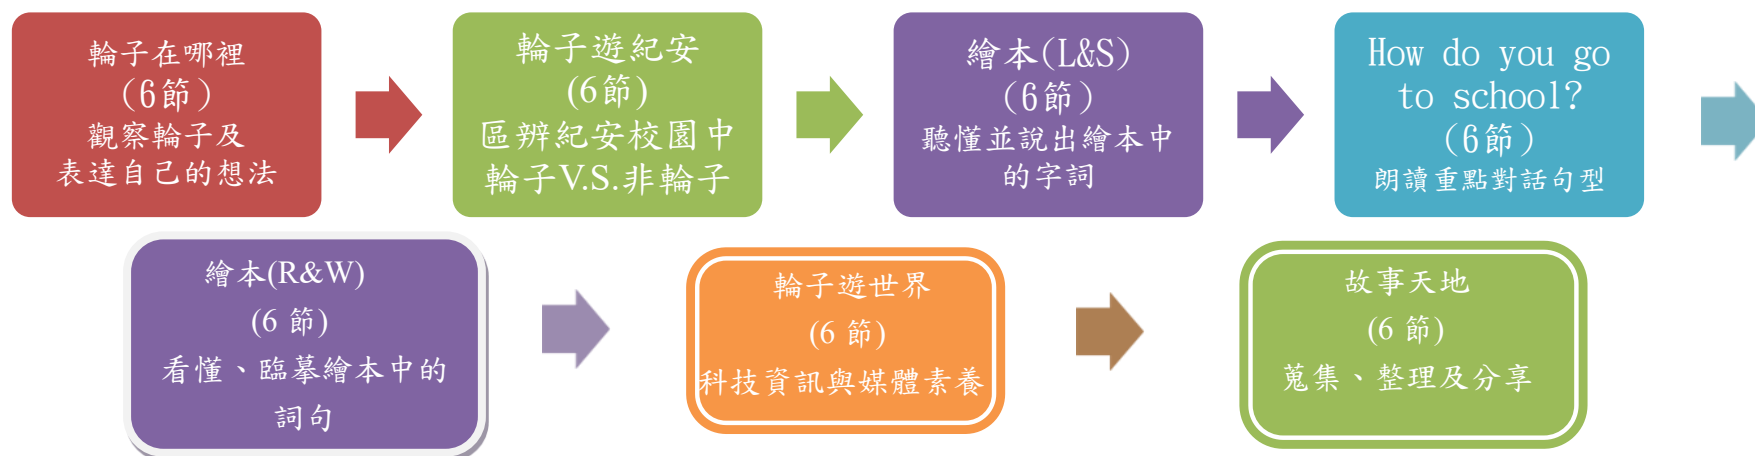 輪子在哪裡
(6節)
觀察輪子及
表達自己的想法
輪子遊紀安
(6節)
區辨紀安校園中
輪子V.S.非輪子
繪本(L&S)
(6節)
聽懂並說出繪本中
的字詞
How do you go
to school?
(6節)
朗讀重點對話句型
繪本(R&W)
(6 節)
看懂、臨摹繪本中的
詞句
輪子遊世界
(6 節)
科技資訊與媒體素養
故事天地
(6 節)
蒐集、整理及分享